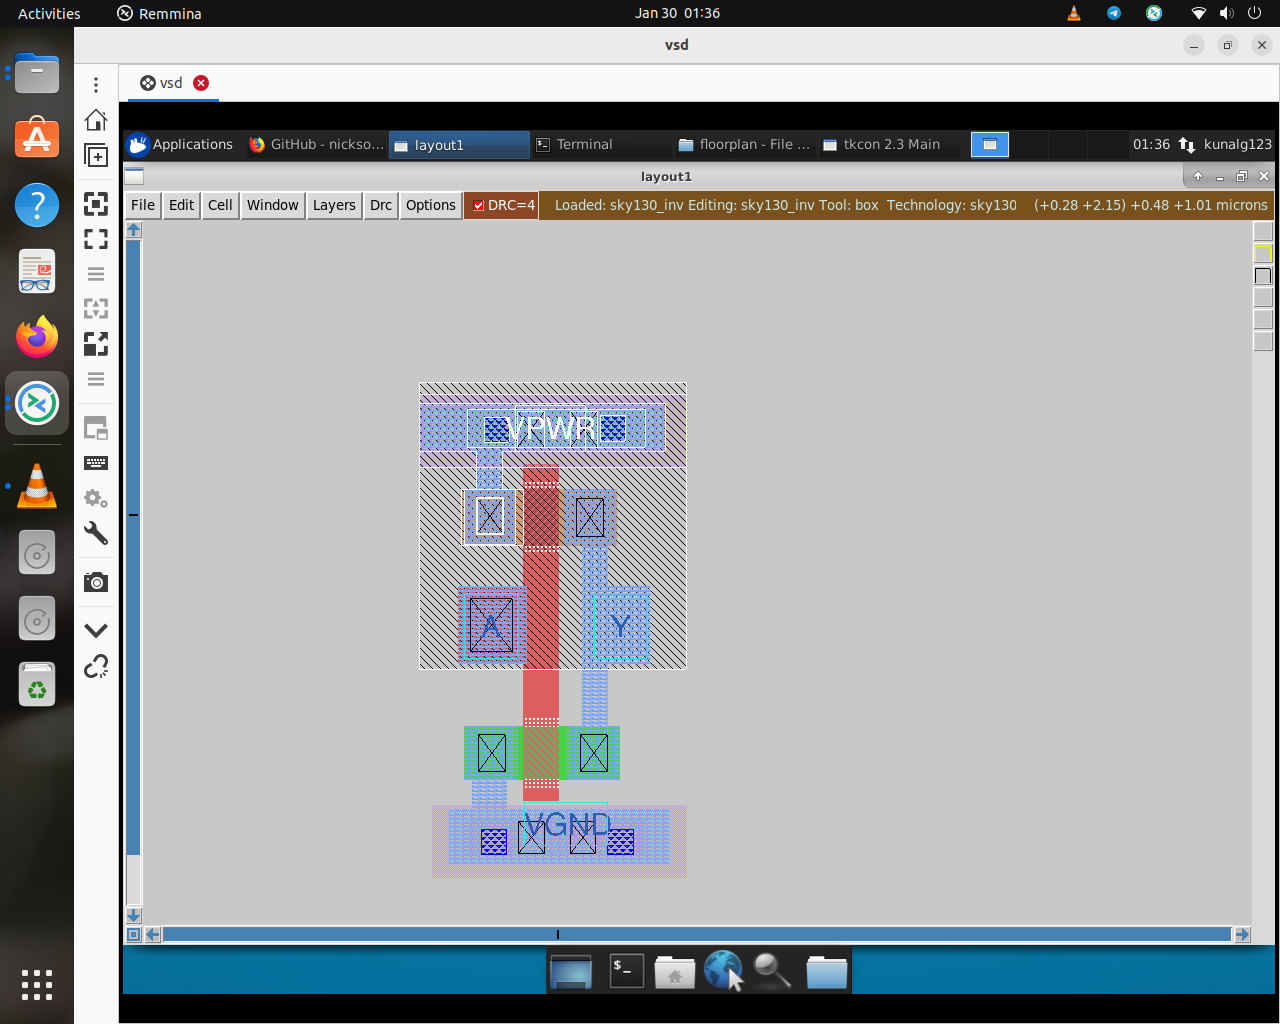 Activities
Remmina
Jan 30 01:36
vsd
vsd
Applications
GitHub - nickso...
layout1
Terminal
floorplan - File ...
tkcon 2.3 Main
01:36
kunalg123
layout1
File
Edit
Cell
Window
Layers
Drc
Options
DRC=4
Loaded: sky130_inv Editing: sky130_inv Tool: box Technology: sky130
(+0.28 +2.15) +0.48 +1.01 microns
VPWR
A
Y
VGND